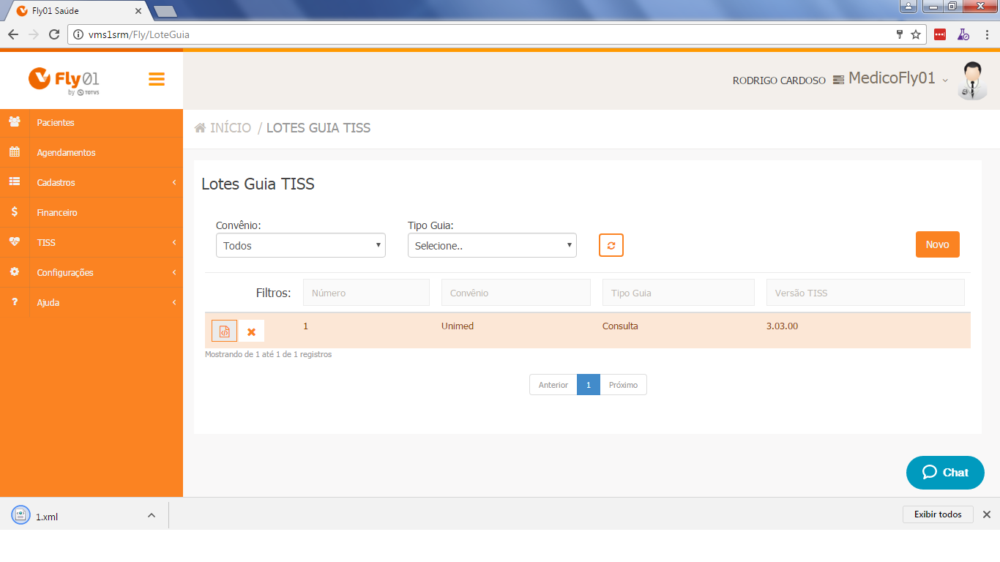 Fly01 Saúde
vms1srm/Fly/LoteGuia
Fly01
by TOTVS
RODRIGO CARDOSO MedicoFly01
Pacientes
Agendamentos
Cadastros
Financeiro
TISS
Configurações
Ajuda
INÍCIO / LOTES GUIA TISS
Lotes Guia TISS
Convênio: Tipo Guia:
Todos Selecione.. Novo
Filtros: Número Convênio Tipo Guia Versão TISS
1 Unimed Consulta 3.03.00
Mostrando de 1 até 1 de 1 registros
Anterior 1 Próximo
Chat
1.xml Exibir todos